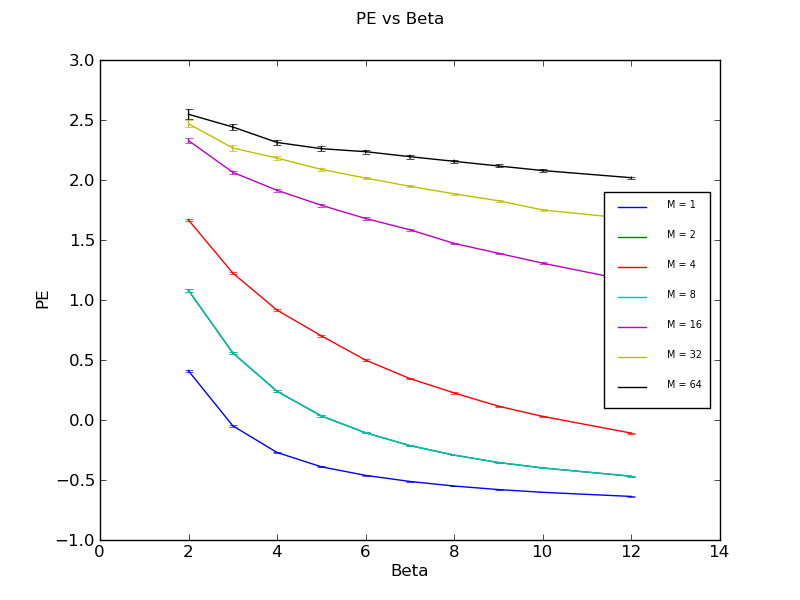 PE vs Beta
3.0
2.5
2.0
1.5
1.0
0.5
0.0
−0.5
−1.0
PE
M = 1
M = 2
M = 4
M = 8
M = 16
M = 32
M = 64
0 2 4 6 8 10 12 14
Beta